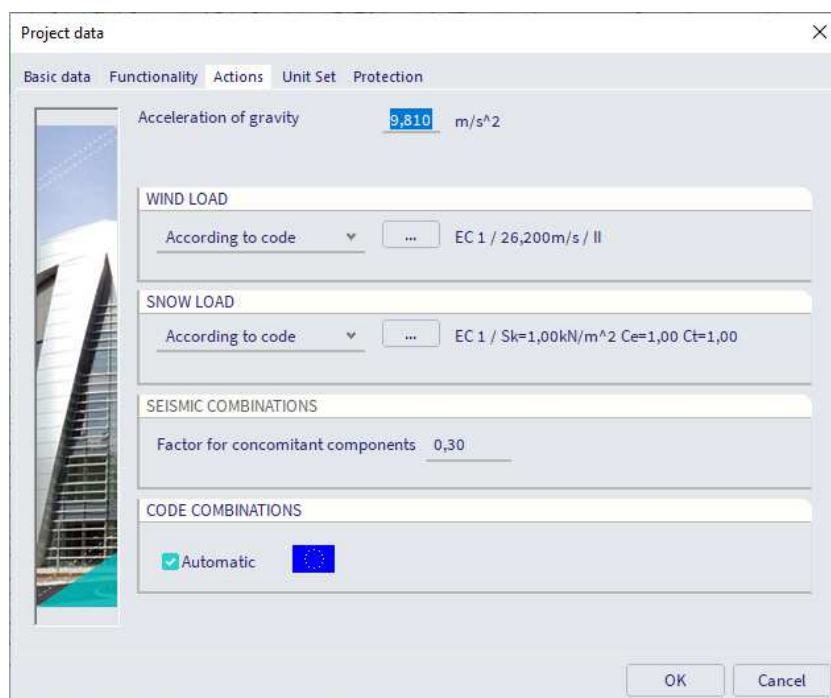 Project data
Basic data Functionality Actions Unit Set Protection
Acceleration of gravity 9,810 m/s^2
WIND LOAD
According to code ... EC 1 / 26,200m/s / II
SNOW LOAD
According to code ... EC 1 / Sk=1,00kN/m^2 Ce=1,00 Ct=1,00
SEISMIC COMBINATIONS
Factor for concomitant components 0,30
CODE COMBINATIONS
Automatic
OK Cancel